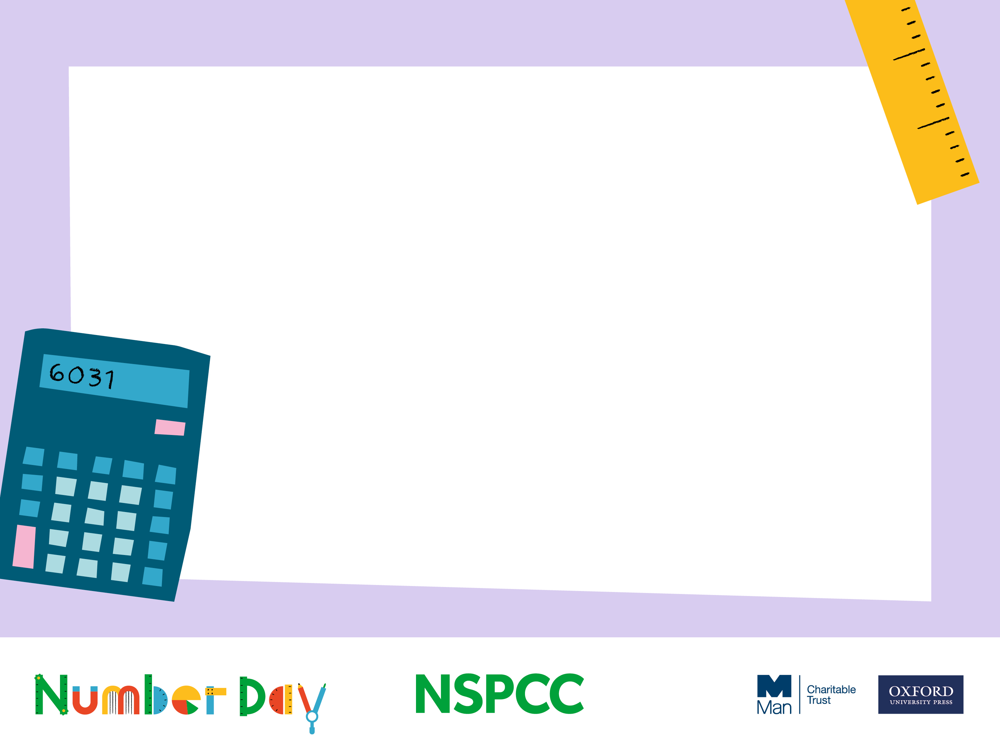 6031
Number Day
NSPCC
Man
Charitable
Trust
OXFORD
UNIVERSITY PRESS